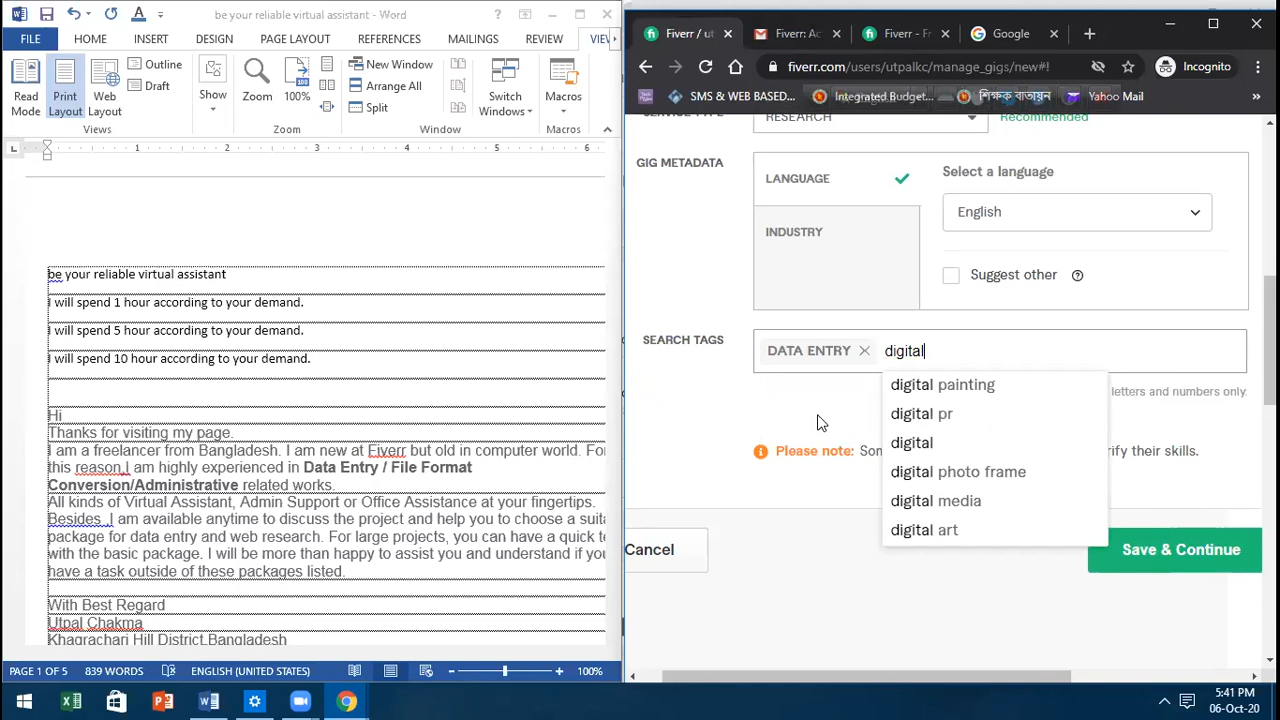 be your reliable virtual assistant - Word
FILE HOME INSERT DESIGN PAGE LAYOUT REFERENCES MAILINGS REVIEW
Read Mode
Print Layout
Web Layout
Outline
Draft
Views
Show
Zoom
100%
Zoom
New Window
Arrange All
Split
Window
Switch Windows
Macros
Macros
1 2 3 4 5 6
be your reliable virtual assistant
I will spend 1 hour according to your demand.
I will spend 5 hour according to your demand.
I will spend 10 hour according to your demand.
Hi
Thanks for visiting my page.
I am a freelancer from Bangladesh. I am new at Fiverr but old in computer world. For
this reason,I am highly experienced in Data Entry / File Format
Conversion/Administrative related works.
All kinds of Virtual Assistant, Admin Support or Office Assistance at your fingertips.
Besides ,I am available anytime to discuss the project and help you to choose a suita
package for data entry and web research. For large projects, you can have a quick t
with the basic package. I will be more than happy to assist you and understand if you
have a task outside of these packages listed.
With Best Regard
Utpal Chakma
Khagrachari Hill District,Bangladesh
PAGE 1 OF 5 839 WORDS ENGLISH (UNITED STATES) 100%
Fiverr / ut
Fiverr: Ac
Fiverr - Fr
Google
fiverr.com/users/utpalkc/manage_gigs/new#!
Incognito
SMS & WEB BASED...
Integrated Budget...
শিক্ষক বাতায়ন
Yahoo Mail
SERVICE TYPE
RESEARCH
Recommended
GIG METADATA
LANGUAGE
INDUSTRY
Select a language
English
Suggest other
SEARCH TAGS
DATA ENTRY
digital
digital painting
digital pr
digital
digital photo frame
digital media
digital art
letters and numbers only.
Please note: Som
rify their skills.
Cancel
Save & Continue
5:41 PM
06-Oct-20